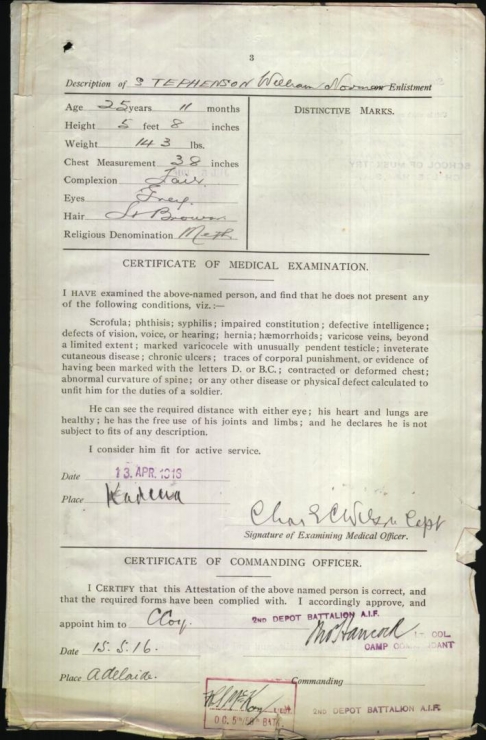 3
Description of STEPHENSON William Norman Enlistment
Age 25 years 11 months
Height 5 feet 8 inches
Weight 143 lbs.
Chest Measurement 38 inches
Complexion Fair
Eyes Grey
Hair Lt Brown
Religious Denomination Meth
DISTINCTIVE MARKS.
CERTIFICATE OF MEDICAL EXAMINATION.
I HAVE examined the above-named person, and find that he does not present any
of the following conditions, viz.:—
Scrofula; phthisis; syphilis; impaired constitution; defective intelligence;
defects of vision, voice, or hearing; hernia; hæmorrhoids; varicose veins, beyond
a limited extent; marked varicocele with unusually pendent testicle; inveterate
cutaneous disease; chronic ulcers; traces of corporal punishment, or evidence of
having been marked with the letters D. or B.C.; contracted or deformed chest;
abnormal curvature of spine; or any other disease or physical defect calculated to
unfit him for the duties of a soldier.
He can see the required distance with either eye; his heart and lungs are
healthy; he has the free use of his joints and limbs; and he declares he is not
subject to fits of any description.
I consider him fit for active service.
Date 13 APR. 1916
Place Kadina
Chas E C Wilson Capt
Signature of Examining Medical Officer.
CERTIFICATE OF COMMANDING OFFICER.
I CERTIFY that this Attestation of the above named person is correct, and
that the required forms have been complied with. I accordingly approve, and
appoint him to C Coy. 2ND DEPOT BATTALION A.I.F.
Hancock LT. COL.
CAMP COMMANDANT
Date 15.5.16.
Place Adelaide.
Commanding
2ND DEPOT BATTALION A.I.F.